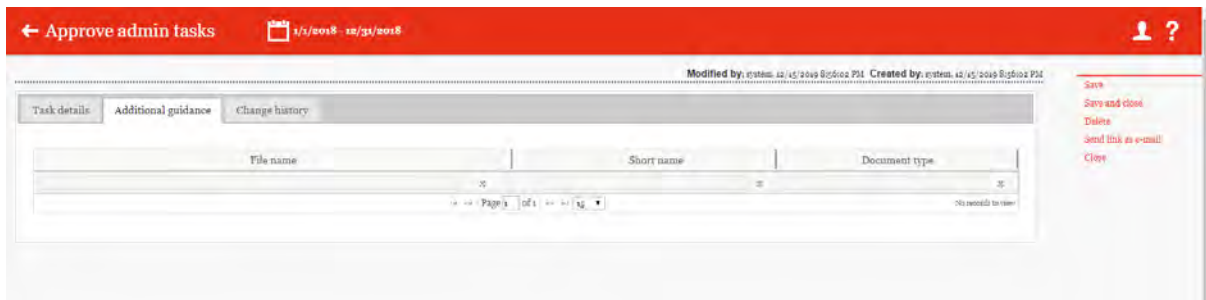 Approve admin tasks
1/1/2018 - 12/31/2018
?
Modified by: system, 12/15/2019 8:56:02 PM Created by: system, 12/15/2019 8:56:02 PM
Save
Save and close
Delete
Send link as e-mail
Close
Task details Additional guidance Change history
File name Short name Document type
Page 1 of 1 15
No records to view